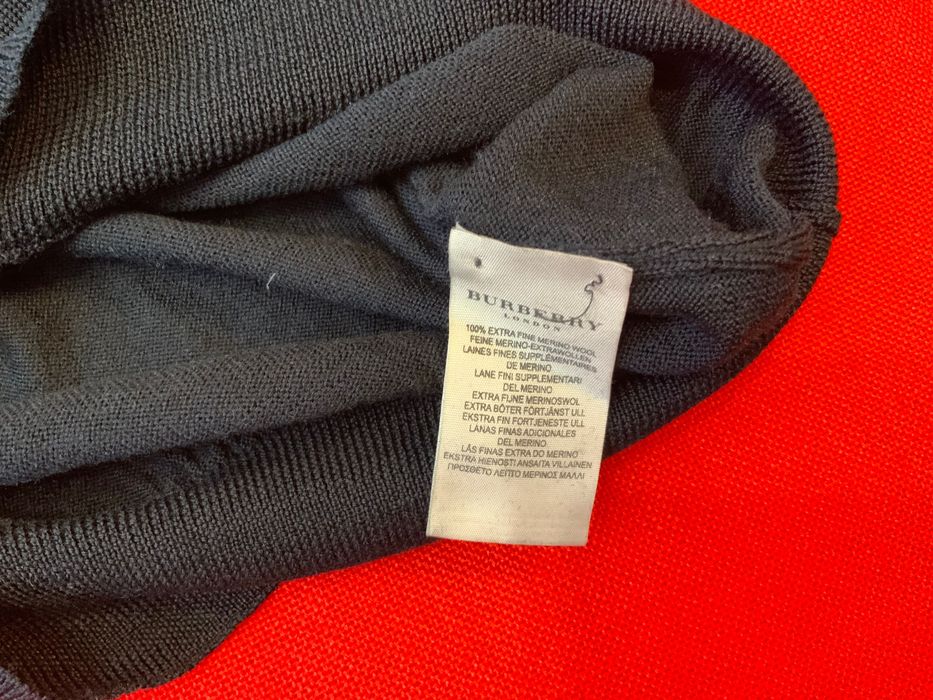 BURBERRY
LONDON
100% EXTRA FINE MERINO WOOL
FEINE MERINO-EXTRAWOLLEN
LAINES FINES SUPPLEMENTAIRES
DE MERINO
LANE FINI SUPPLEMENTARI
DEL MERINO
EXTRA FIJNE MERINOSWOL
EXTRA BÖTER FÖRTJÄNST ULL
EKSTRA FIN FORTJENESTE ULL
LANAS FINAS ADICIONALES
DEL MERINO
LÃS FINAS EXTRA DO MERINO
EKSTRA HIENOSTI ANSAITA VILLAINEN
ΠΡΟΣΘΕΤΟ ΛΕΠΤΟ ΜΕΡΙΝΟΣ ΜΑΛΛΙ